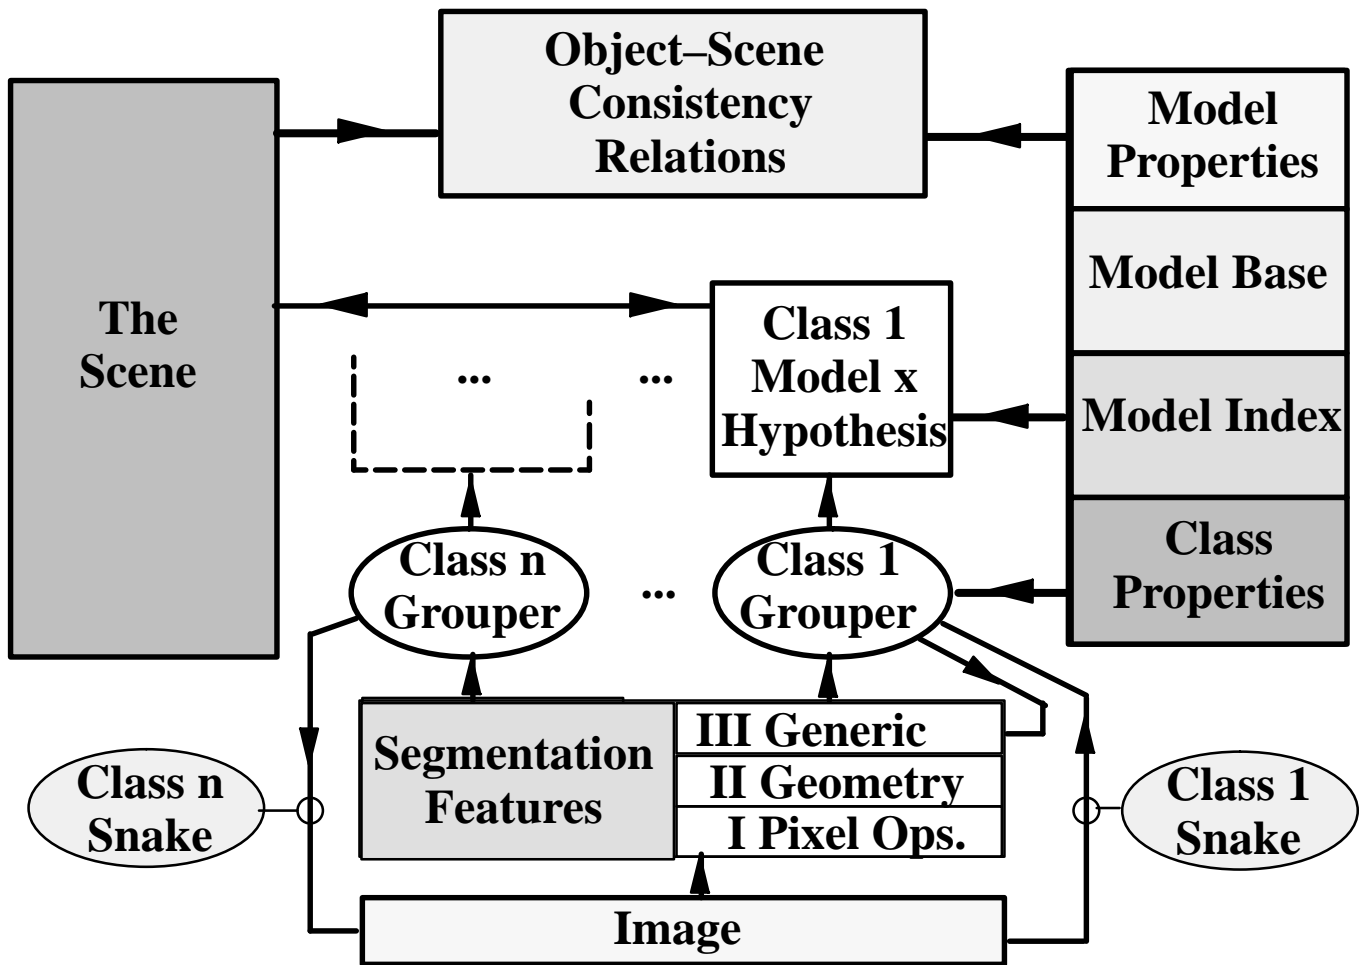 Object–Scene
Consistency
Relations
Model
Properties
Model Base
Model Index
Class
Properties
The
Scene
Class 1
Model x
Hypothesis
...
...
Class n
Grouper
...
Class 1
Grouper
Segmentation
Features
III Generic
II Geometry
I Pixel Ops.
Class n
Snake
Class 1
Snake
Image